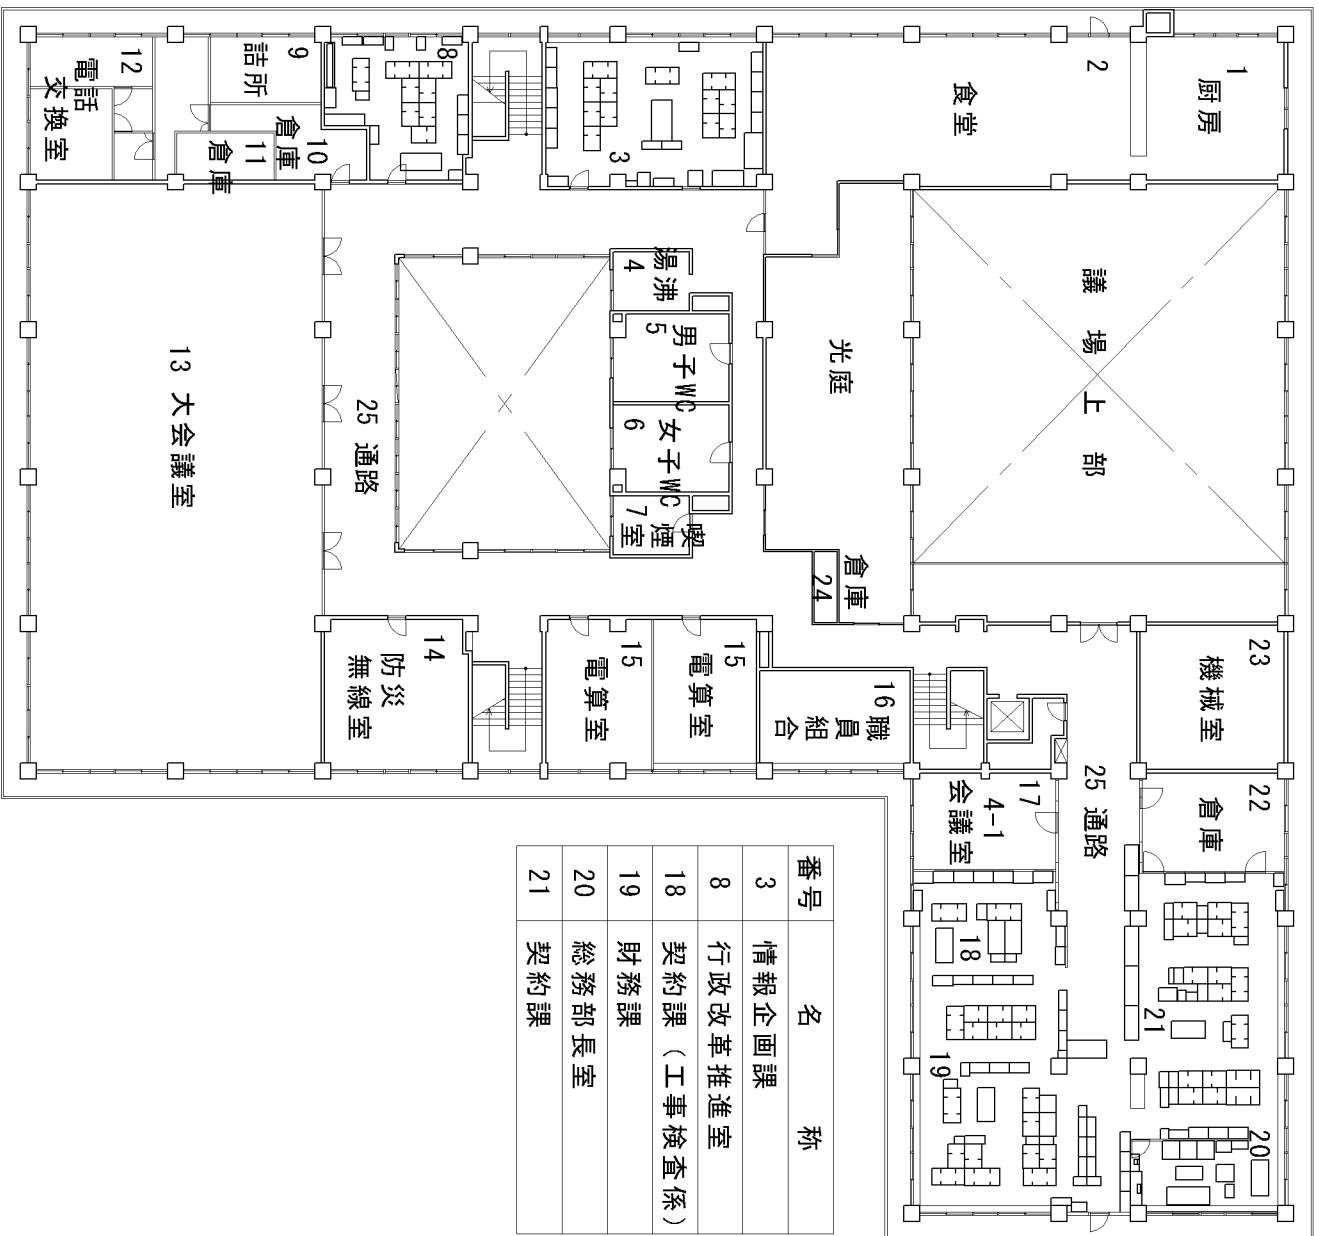 1
厨房
2
食堂
3
8
9
詰所
10
倉庫
11
倉庫
12
電話
交換室
議場上部
光庭
湯沸
4
男子WC
5
女子WC
6
喫
煙
室
7
25 通路
13 大会議室
倉庫
24
14
防災
無線室
15
電算室
15
電算室
16
職
員
組
合
23
機械室
22
倉庫
25 通路
17
4-1
会議室
18
19
21
20
番号 名称
3 情報企画課
8 行政改革推進室
18 契約課(工事検査係)
19 財務課
20 総務部長室
21 契約課